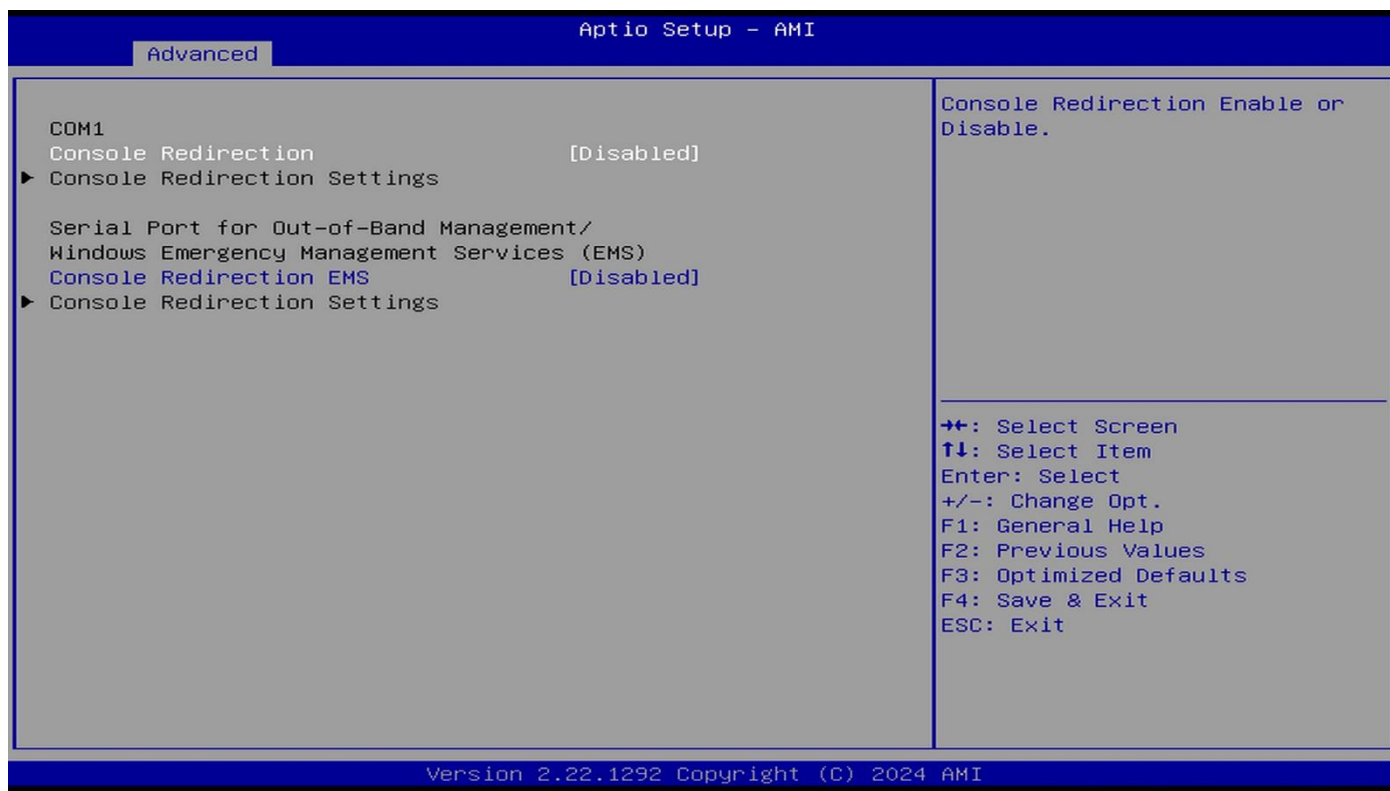 Aptio Setup – AMI
Advanced
COM1
Console Redirection [Disabled]
► Console Redirection Settings
Serial Port for Out-of-Band Management/
Windows Emergency Management Services (EMS)
Console Redirection EMS [Disabled]
► Console Redirection Settings
Console Redirection Enable or
Disable.
→←: Select Screen
↑↓: Select Item
Enter: Select
+/-: Change Opt.
F1: General Help
F2: Previous Values
F3: Optimized Defaults
F4: Save & Exit
ESC: Exit
Version 2.22.1292 Copyright (C) 2024 AMI